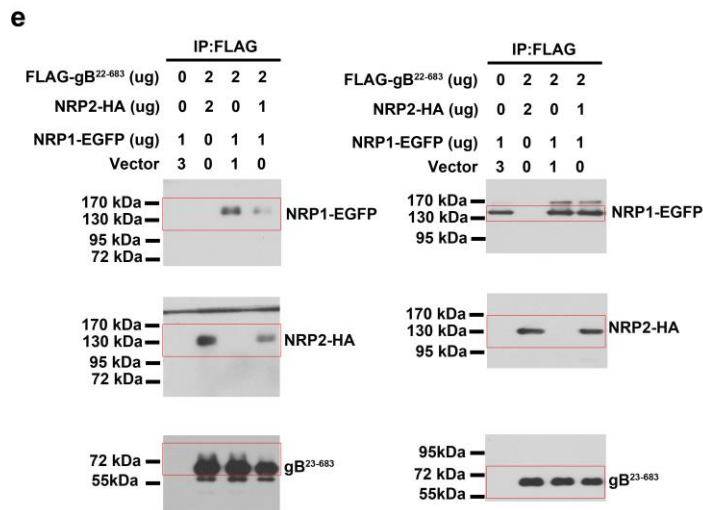 e
IP:FLAG
FLAG-gB22-683 (ug) 0 2 2 2
NRP2-HA (ug) 0 2 0 1
NRP1-EGFP (ug) 1 0 1 1
Vector 3 0 1 0
170 kDa
130 kDa
95 kDa
72 kDa
NRP1-EGFP
170 kDa
130 kDa
95 kDa
72 kDa
NRP2-HA
72 kDa
55kDa
gB23-683
IP:FLAG
FLAG-gB22-683 (ug) 0 2 2 2
NRP2-HA (ug) 0 2 0 1
NRP1-EGFP (ug) 1 0 1 1
Vector 3 0 1 0
170 kDa
130 kDa
95 kDa
NRP1-EGFP
170 kDa
130 kDa
95 kDa
NRP2-HA
95kDa
72 kDa
55kDa
gB23-683